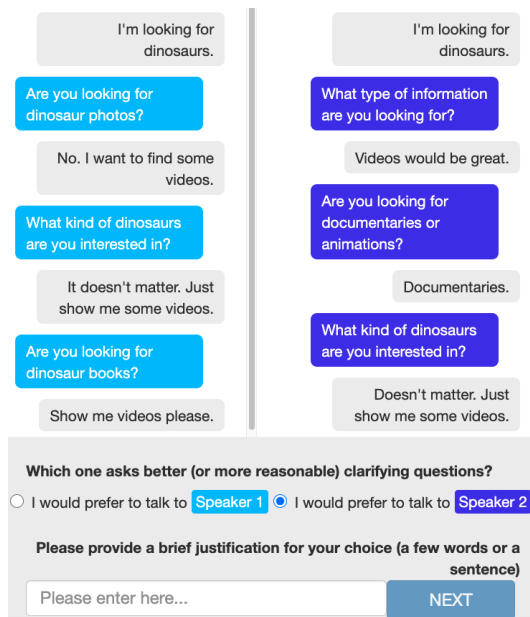 I'm looking for
dinosaurs.
Are you looking for
dinosaur photos?
No. I want to find some
videos.
What kind of dinosaurs
are you interested in?
It doesn't matter. Just
show me some videos.
Are you looking for
dinosaur books?
Show me videos please.
I'm looking for
dinosaurs.
What type of information
are you looking for?
Videos would be great.
Are you looking for
documentaries or
animations?
Documentaries.
What kind of dinosaurs
are you interested in?
Doesn't matter. Just
show me some videos.
Which one asks better (or more reasonable) clarifying questions?
I would prefer to talk to Speaker 1 I would prefer to talk to Speaker 2
Please provide a brief justification for your choice (a few words or a
sentence)
Please enter here... NEXT